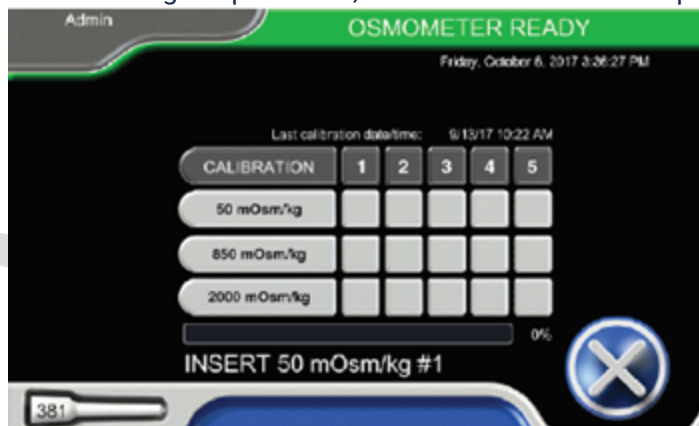 Admin
OSMOMETER READY
Friday, October 6, 2017 3:36:27 PM
Last calibration date/time: 9/13/17 10:22 AM
CALIBRATION 1 2 3 4 5
50 mOsm/kg
850 mOsm/kg
2000 mOsm/kg
0%
INSERT 50 mOsm/kg #1
381